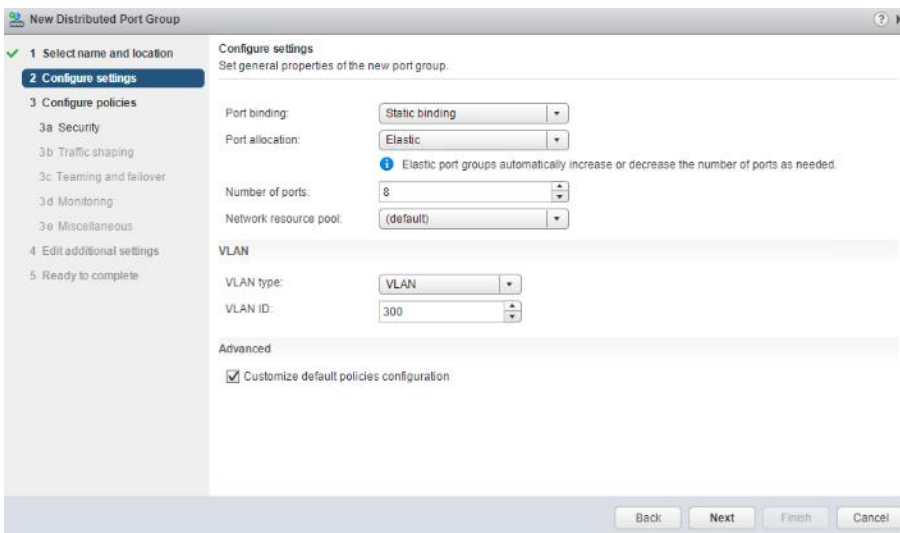 New Distributed Port Group
?
1 Select name and location
2 Configure settings
3 Configure policies
3a Security
3b Traffic shaping
3c Teaming and failover
3d Monitoring
3e Miscellaneous
4 Edit additional settings
5 Ready to complete
Configure settings
Set general properties of the new port group.
Port binding: Static binding
Port allocation: Elastic
Elastic port groups automatically increase or decrease the number of ports as needed.
Number of ports: 8
Network resource pool: (default)
VLAN
VLAN type: VLAN
VLAN ID: 300
Advanced
Customize default policies configuration
Back Next Finish Cancel